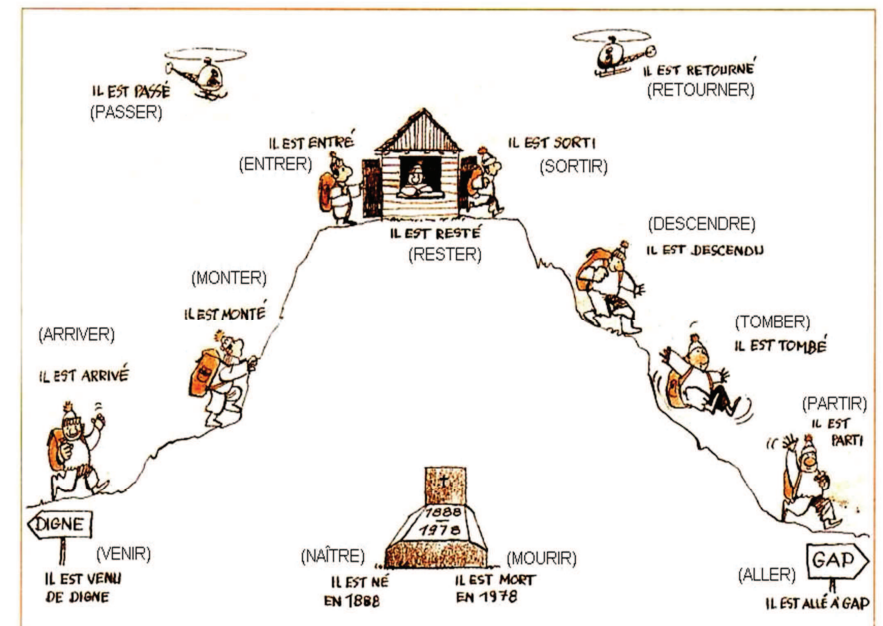 IL EST PASSÉ
(PASSER)
IL EST RETOURNÉ
(RETOURNER)
IL EST ENTRÉ
(ENTRER)
IL EST SORTI
(SORTIR)
IL EST RESTÉ
(RESTER)
(DESCENDRE)
IL EST DESCENDU
(MONTER)
IL EST MONTÉ
(TOMBER)
IL EST TOMBÉ
(ARRIVER)
IL EST ARRIVÉ
(PARTIR)
IL EST
PARTI
DIGNE
(VENIR)
IL EST VENU
DE DIGNE
1888
1978
(NAÎTRE)
IL EST NÉ
EN 1888
(MOURIR)
IL EST MORT
EN 1978
GAP
(ALLER)
IL EST ALLÉ À GAP